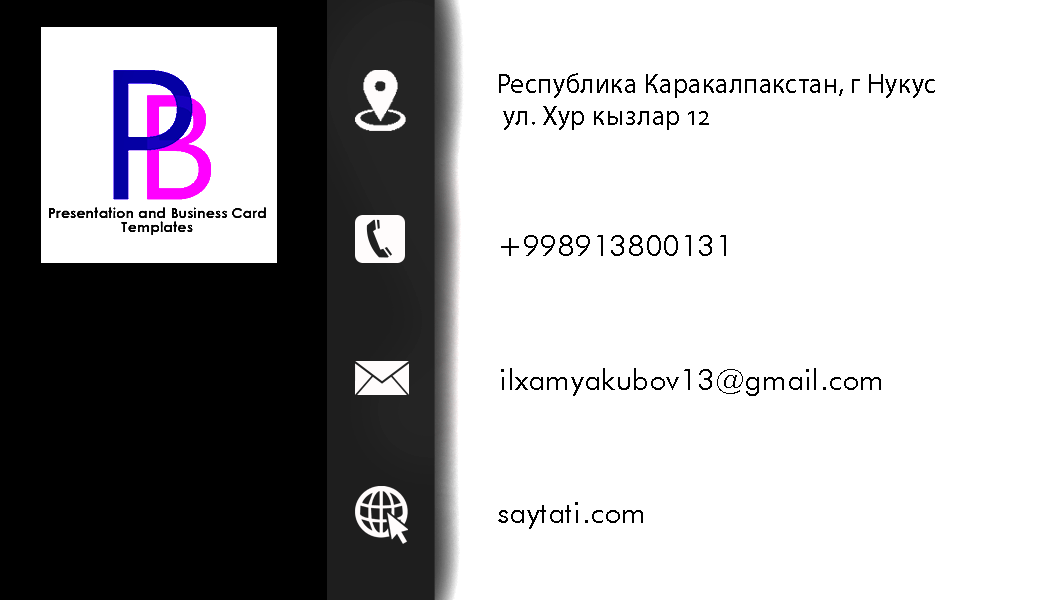 PB
Presentation and Business Card
Templates
Республика Каракалпакстан, г Нукус
ул. Хур кызлар 12
+998913800131
ilxamyakubov13@gmail.com
saytati.com